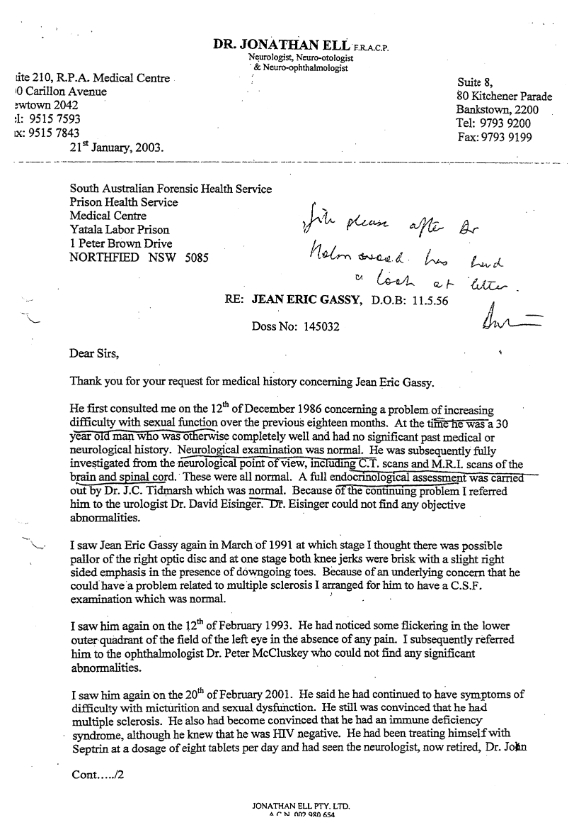 DR. JONATHAN ELL F.R.A.C.P.
Neurologist, Neuro-otologist
& Neuro-ophthalmologist
ite 210, R.P.A. Medical Centre
0 Carillon Avenue
wtown 2042
l: 9515 7593
x: 9515 7843
Suite 8,
80 Kitchener Parade
Bankstown, 2200
Tel: 9793 9200
Fax: 9793 9199
21st January, 2003.
South Australian Forensic Health Service
Prison Health Service
Medical Centre
Yatala Labor Prison
1 Peter Brown Drive
NORTHFIED NSW 5085
file please after Dr
has had
a look at letter.
RE: JEAN ERIC GASSY, D.O.B: 11.5.56
Doss No: 145032
Dear Sirs,
Thank you for your request for medical history concerning Jean Eric Gassy.
He first consulted me on the 12th of December 1986 concerning a problem of increasing
difficulty with sexual function over the previous eighteen months. At the time he was a 30
year old man who was otherwise completely well and had no significant past medical or
neurological history. Neurological examination was normal. He was subsequently fully
investigated from the neurological point of view, including C.T. scans and M.R.I. scans of the
brain and spinal cord. These were all normal. A full endocrinological assessment was carried
out by Dr. J.C. Tidmarsh which was normal. Because of the continuing problem I referred
him to the urologist Dr. David Eisinger. Dr. Eisinger could not find any objective
abnormalities.
I saw Jean Eric Gassy again in March of 1991 at which stage I thought there was possible
pallor of the right optic disc and at one stage both knee jerks were brisk with a slight right
sided emphasis in the presence of downgoing toes. Because of an underlying concern that he
could have a problem related to multiple sclerosis I arranged for him to have a C.S.F.
examination which was normal.
I saw him again on the 12th of February 1993. He had noticed some flickering in the lower
outer quadrant of the field of the left eye in the absence of any pain. I subsequently referred
him to the ophthalmologist Dr. Peter McCluskey who could not find any significant
abnormalities.
I saw him again on the 20th of February 2001. He said he had continued to have symptoms of
difficulty with micturition and sexual dysfunction. He still was convinced that he had
multiple sclerosis. He also had become convinced that he had an immune deficiency
syndrome, although he knew that he was HIV negative. He had been treating himself with
Septrin at a dosage of eight tablets per day and had seen the neurologist, now retired, Dr. John
Cont...../2
JONATHAN ELL PTY. LTD.
A.C.N. 002 980 654